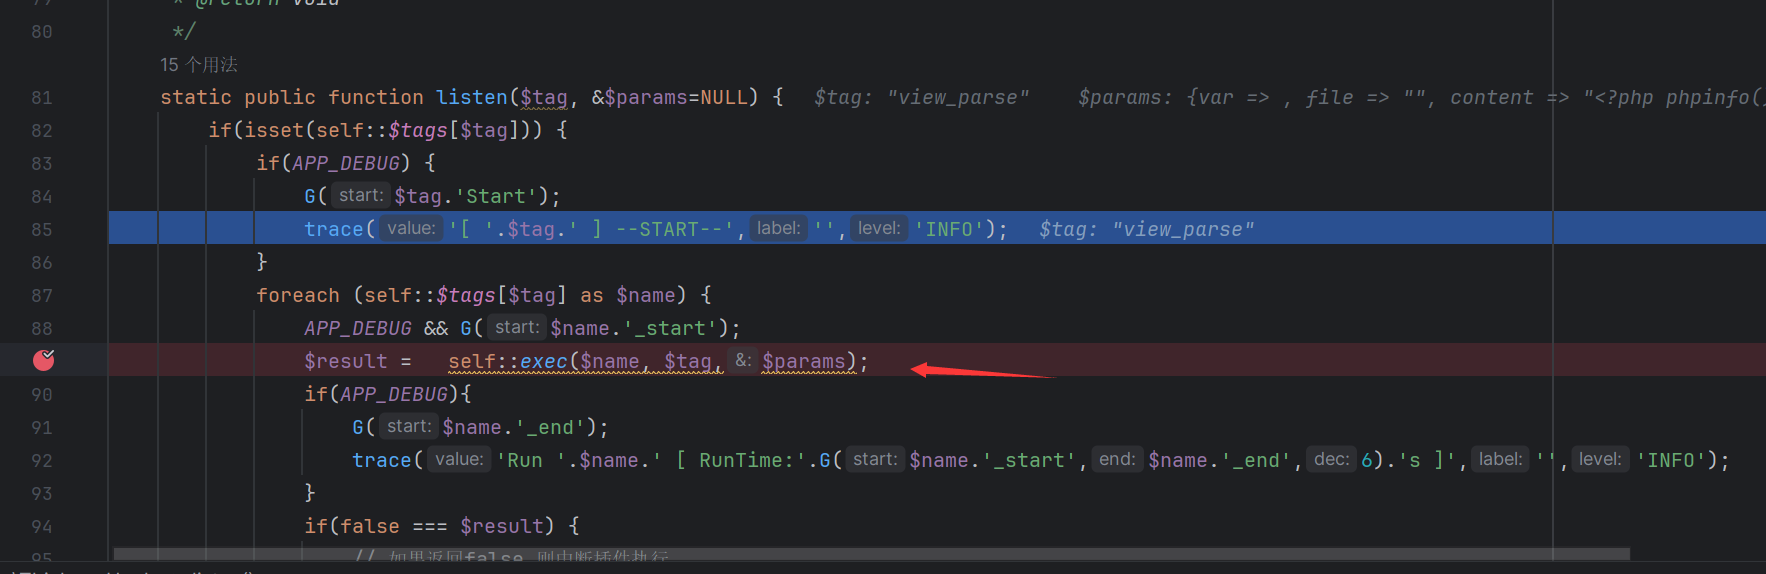 * @return void
80 */
15 个用法
81 static public function listen($tag, &$params=NULL) { $tag: "view_parse" $params: {var => , file => "", content => "<?php phpinfo()
82 if(isset(self::$tags[$tag])) {
83 if(APP_DEBUG) {
84 G( start: $tag.'Start');
85 trace( value: '[ '.$tag.' ] --START--', label: '', level: 'INFO'); $tag: "view_parse"
86 }
87 foreach (self::$tags[$tag] as $name) {
88 APP_DEBUG && G( start: $name.'_start');
$result = self::exec($name, $tag, &: $params);
90 if(APP_DEBUG){
91 G( start: $name.'_end');
92 trace( value: 'Run '.$name.' [ RunTime:'.G( start: $name.'_start', end: $name.'_end', dec: 6).'s ]', label: '', level: 'INFO');
93 }
94 if(false === $result) {
95 // 如果返回false 则中断插件执行